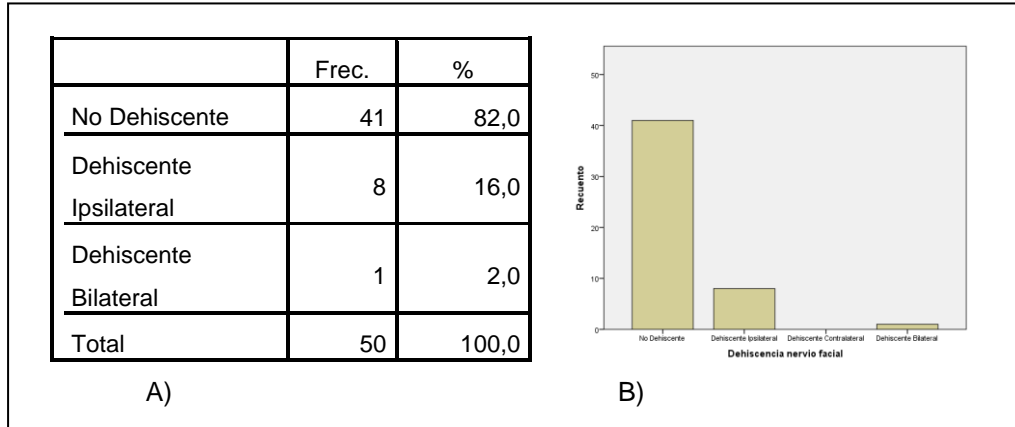 Frec. %
No Dehiscente 41 82,0
Dehiscente
Ipsilateral
8 16,0
Dehiscente
Bilateral
1 2,0
Total 50 100,0
A)
50
40
30
20
10
0
Recuento
No Dehiscente Dehiscente Ipsilateral Dehiscente Contralateral Dehiscente Bilateral
Dehiscencia nervio facial
B)